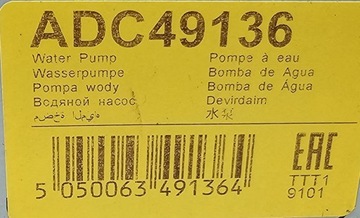 ADC49136
Water Pump
Wasserpumpe
Pompa wody
Водяной насос
مضخة المية
Pompe à eau
Bomba de Agua
Bomba de Água
Devirdaim
水泵
5 050063 491364
EAC
TTT1
9101